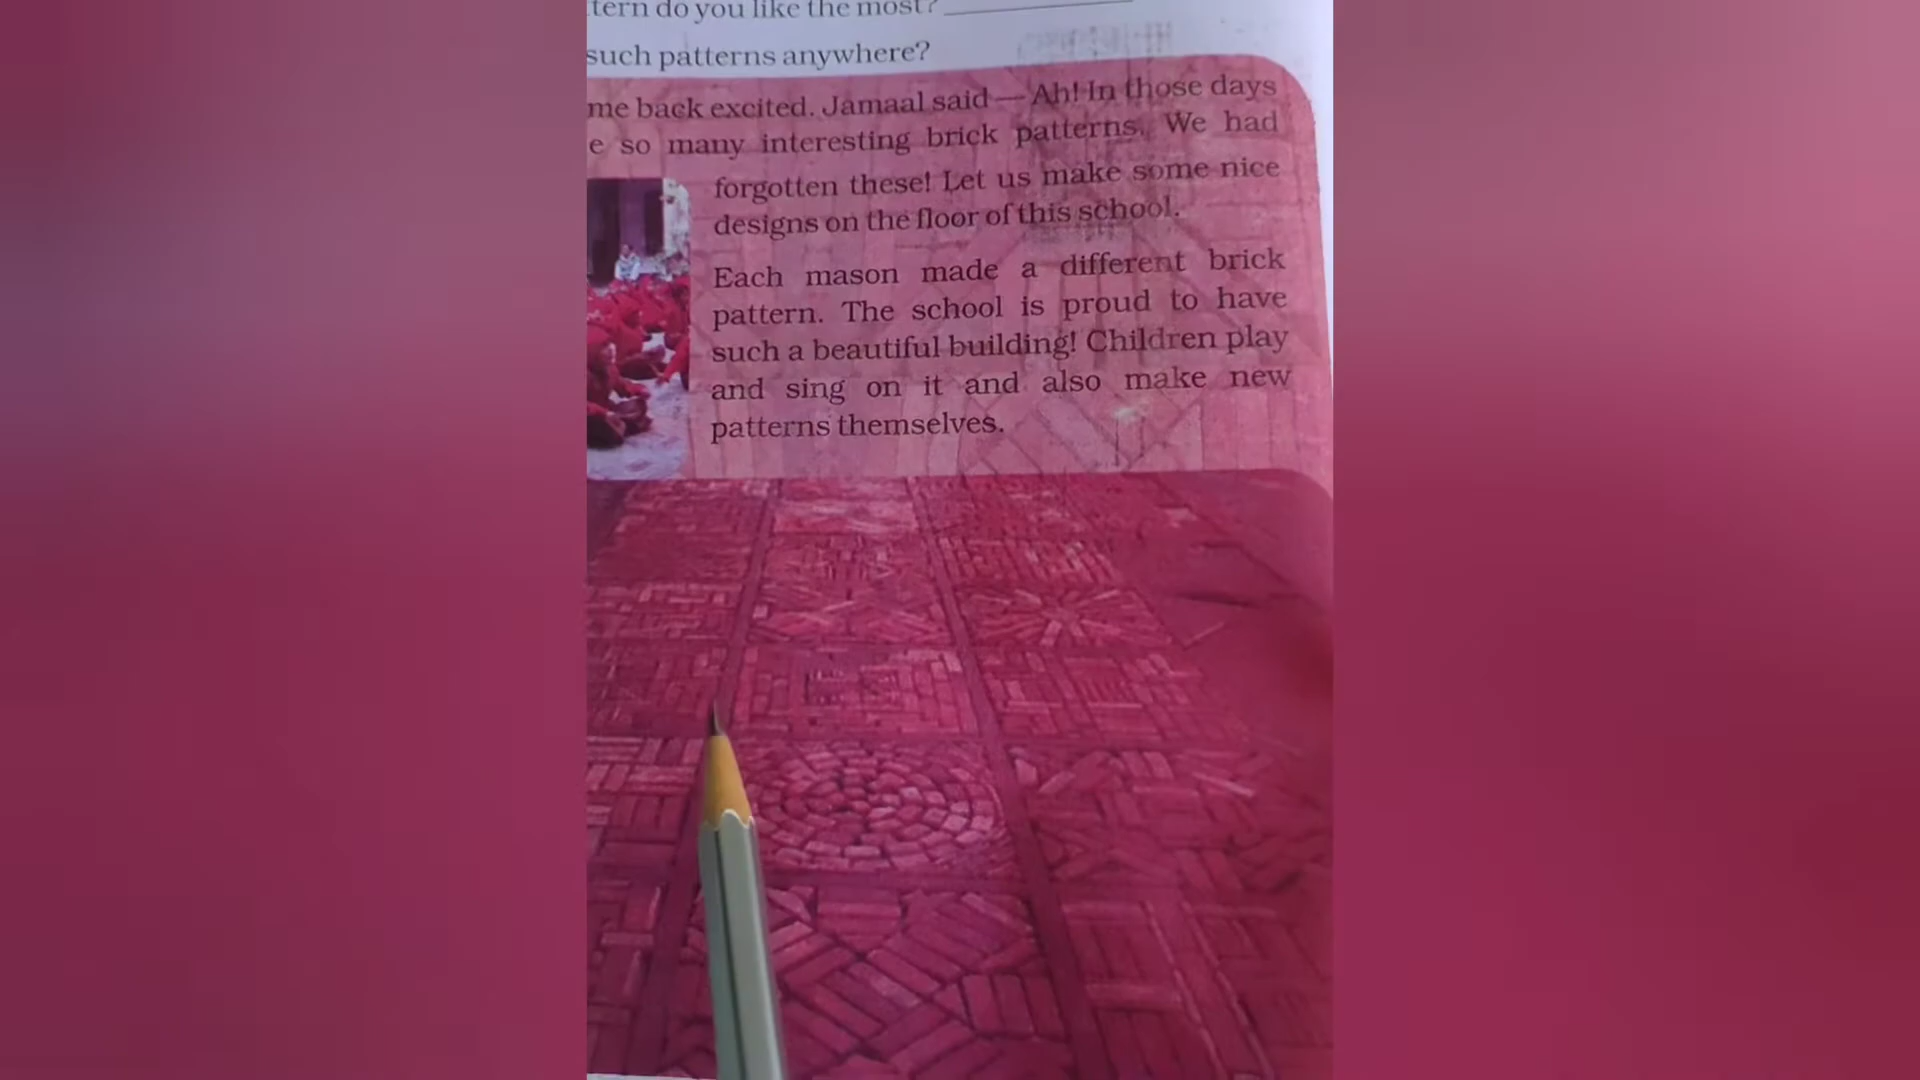 tern do you like the most?
such patterns anywhere?
me back excited. Jamaal said — Ah! In those days
e so many interesting brick patterns. We had
forgotten these! Let us make some nice
designs on the floor of this school.
Each mason made a different brick
pattern. The school is proud to have
such a beautiful building! Children play
and sing on it and also make new
patterns themselves.